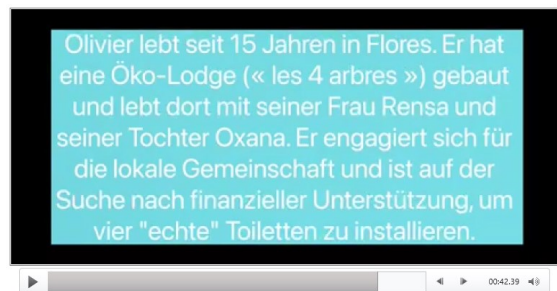 Olivier lebt seit 15 Jahren in Flores. Er hat
eine Öko-Lodge (« les 4 arbres ») gebaut
und lebt dort mit seiner Frau Rensa und
seiner Tochter Oxana. Er engagiert sich für
die lokale Gemeinschaft und ist auf der
Suche nach finanzieller Unterstützung, um
vier "echte" Toiletten zu installieren.
00:42.39